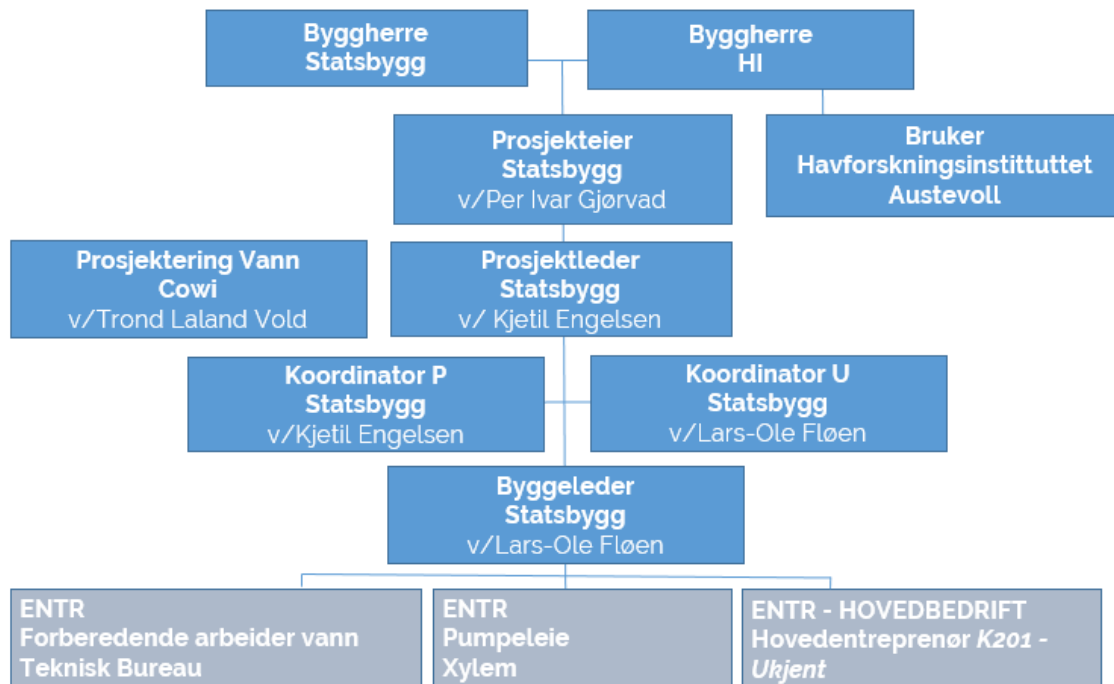 Byggherre
Statsbygg
Byggherre
HI
Prosjekteier
Statsbygg
v/Per Ivar Gjørvad
Bruker
Havforskningsinstituttet
Austevoll
Prosjektering Vann
Cowi
v/Trond Laland Vold
Prosjektleder
Statsbygg
v/ Kjetil Engelsen
Koordinator P
Statsbygg
v/Kjetil Engelsen
Koordinator U
Statsbygg
v/Lars-Ole Fløen
Byggeleder
Statsbygg
v/Lars-Ole Fløen
ENTR
Forberedende arbeider vann
Teknisk Bureau
ENTR
Pumpeleie
Xylem
ENTR - HOVEDBEDRIFT
Hovedentreprenør K201 -
Ukjent